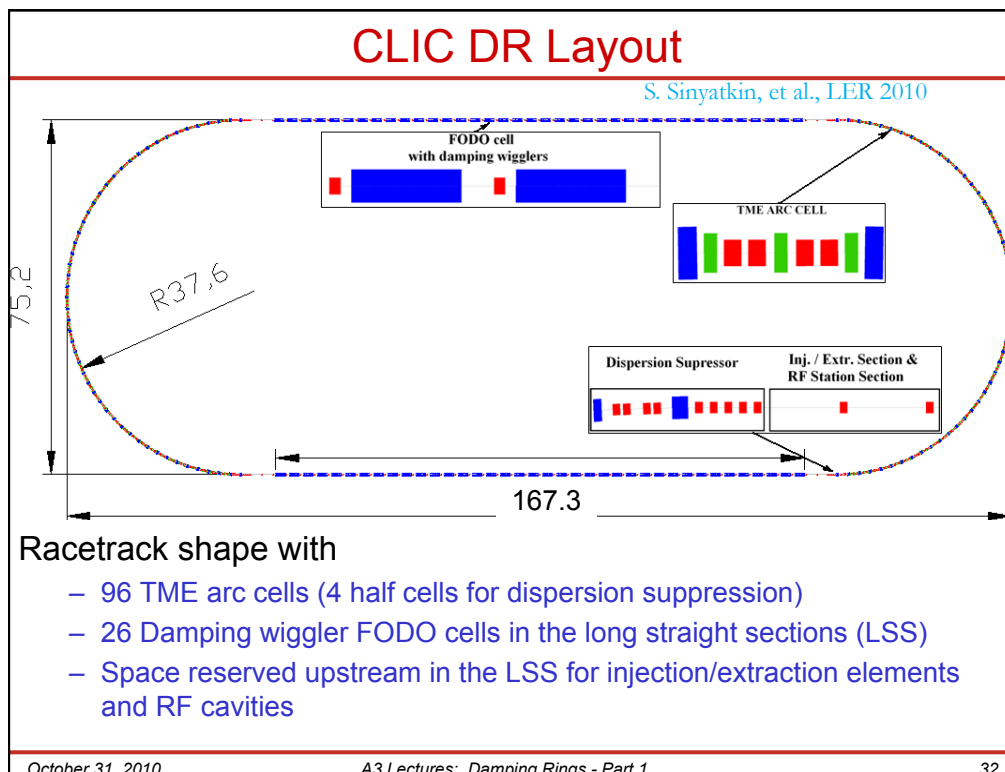 CLIC DR Layout
S. Sinyatkin, et al., LER 2010
FODO cell
with damping wigglers
TME ARC CELL
75,2
R37,6
Dispersion Supressor
Inj. / Extr. Section &
RF Station Section
167.3
Racetrack shape with
– 96 TME arc cells (4 half cells for dispersion suppression)
– 26 Damping wiggler FODO cells in the long straight sections (LSS)
– Space reserved upstream in the LSS for injection/extraction elements
and RF cavities
October 31, 2010 A3 Lectures: Damping Rings - Part 1 32